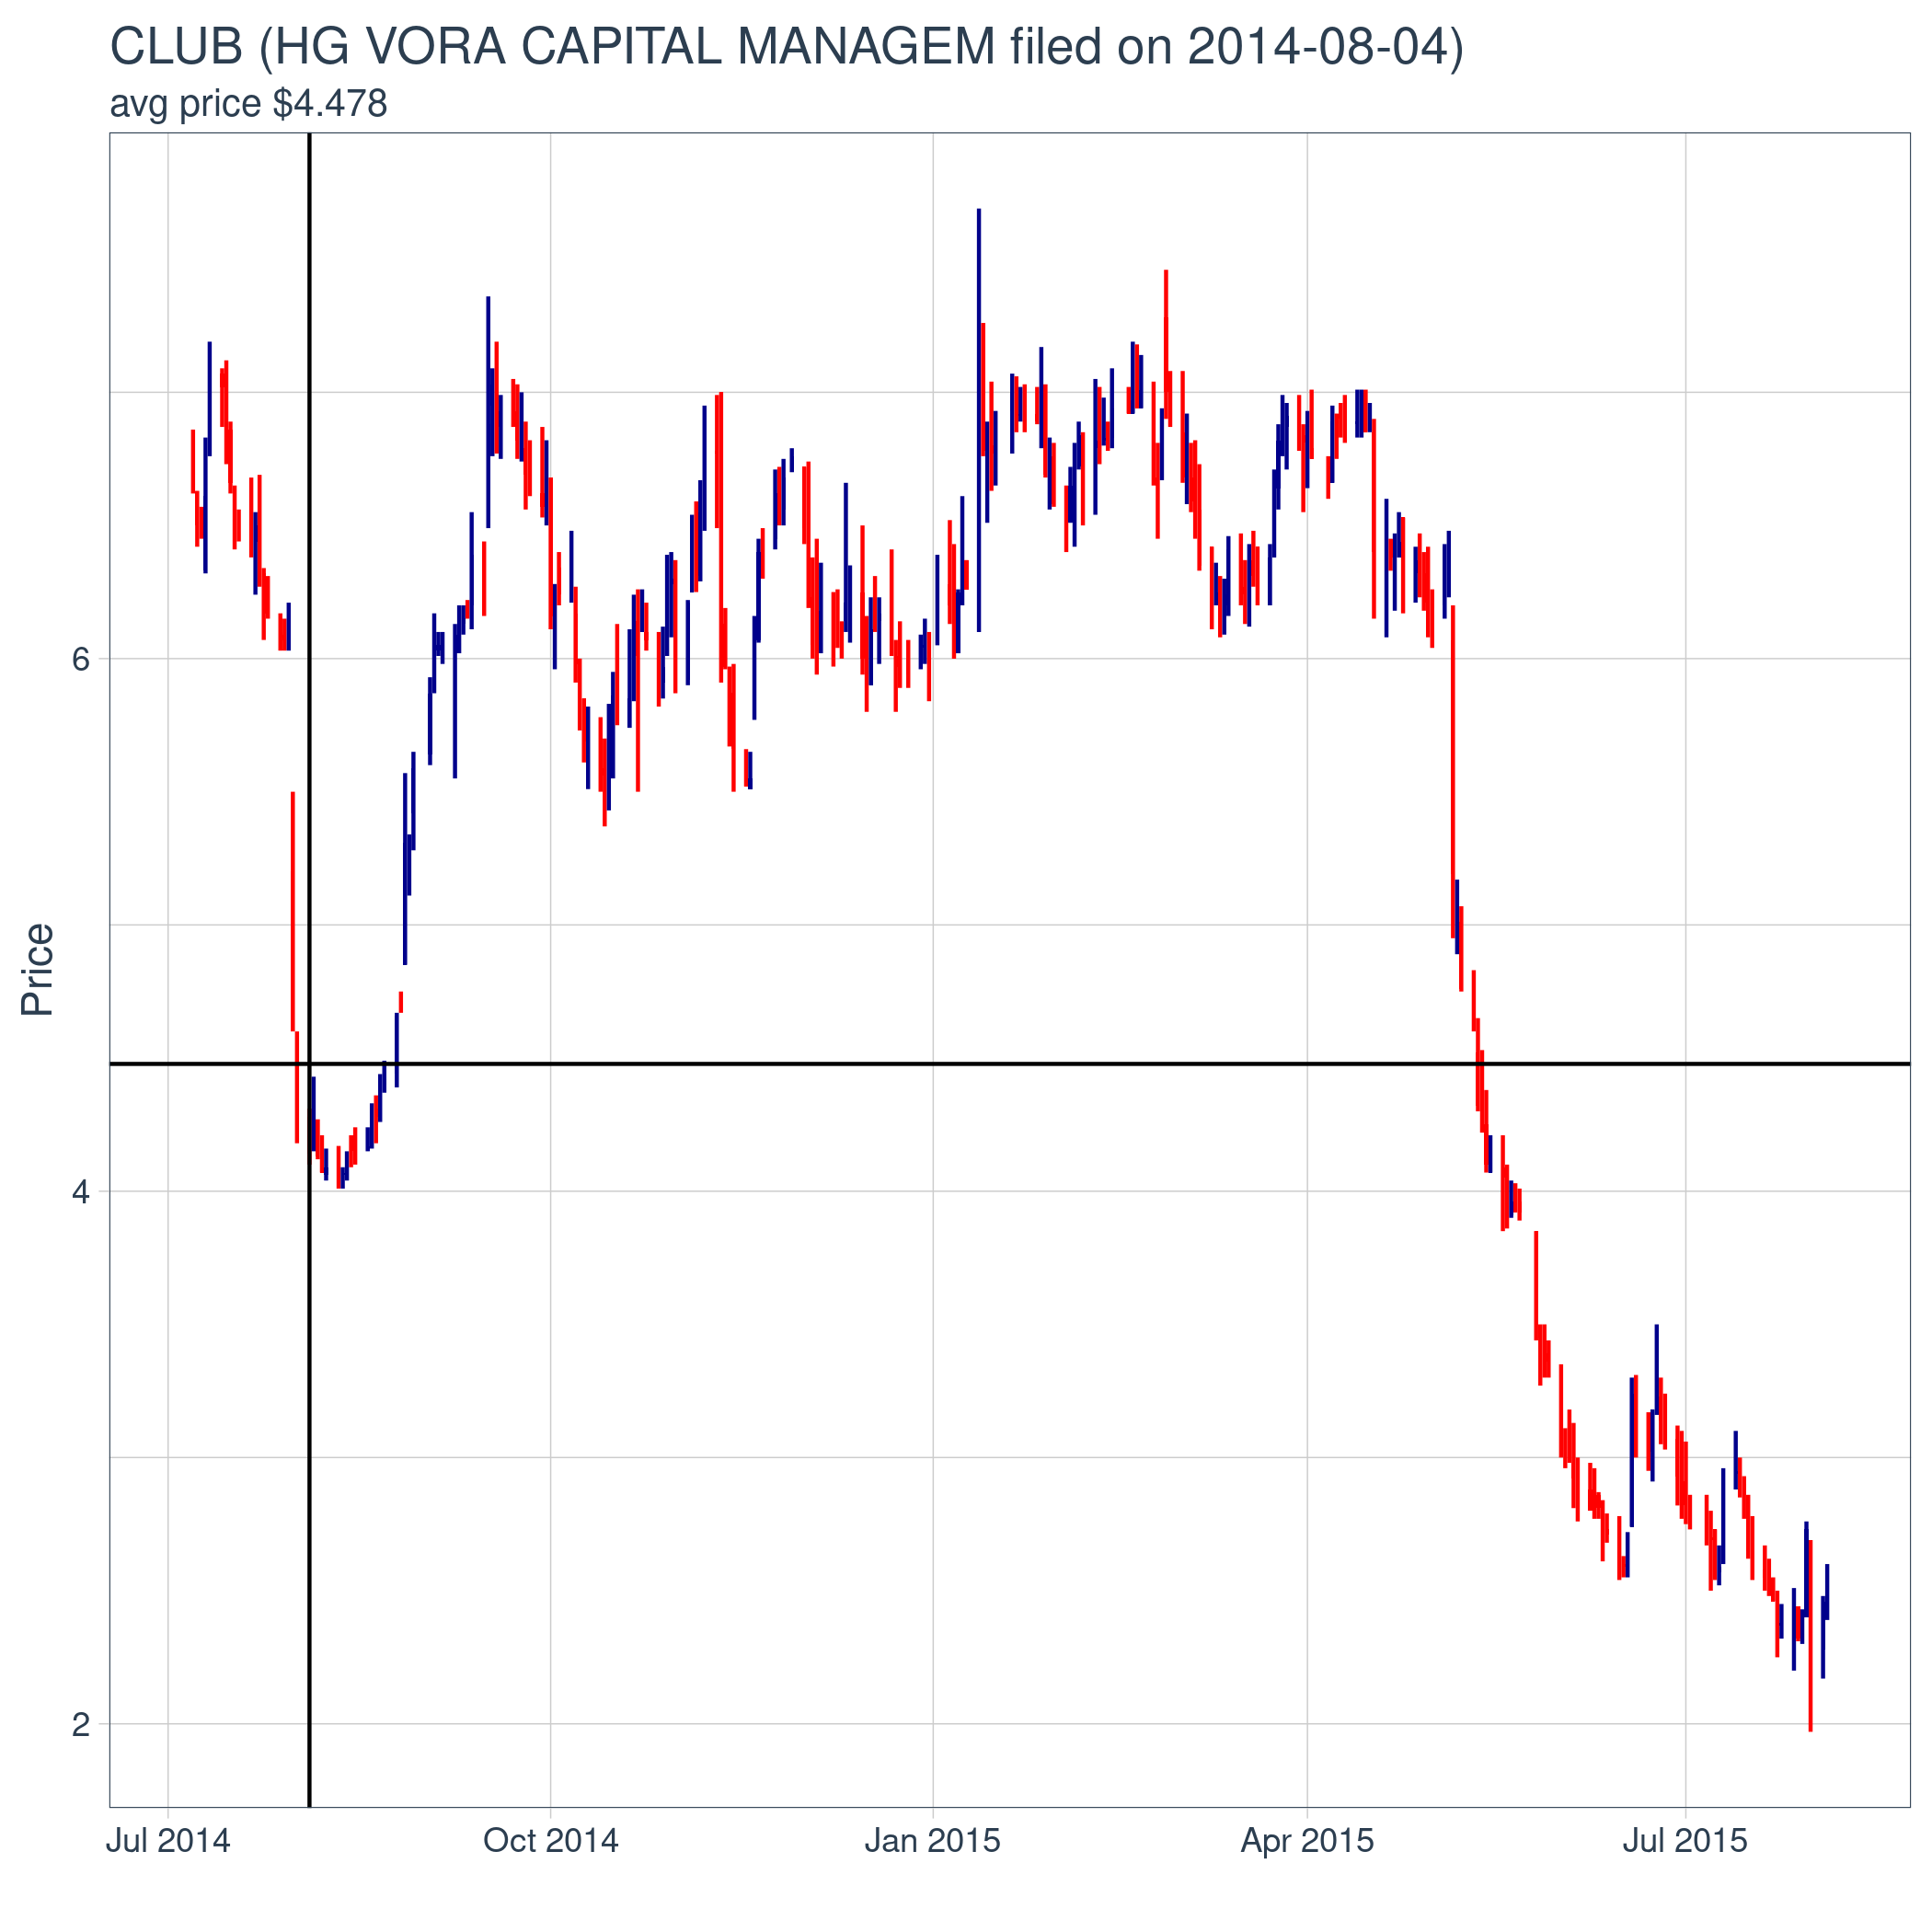 CLUB (HG VORA CAPITAL MANAGEM filed on 2014-08-04)
avg price $4.478
Price
6
4
2
Jul 2014 Oct 2014 Jan 2015 Apr 2015 Jul 2015